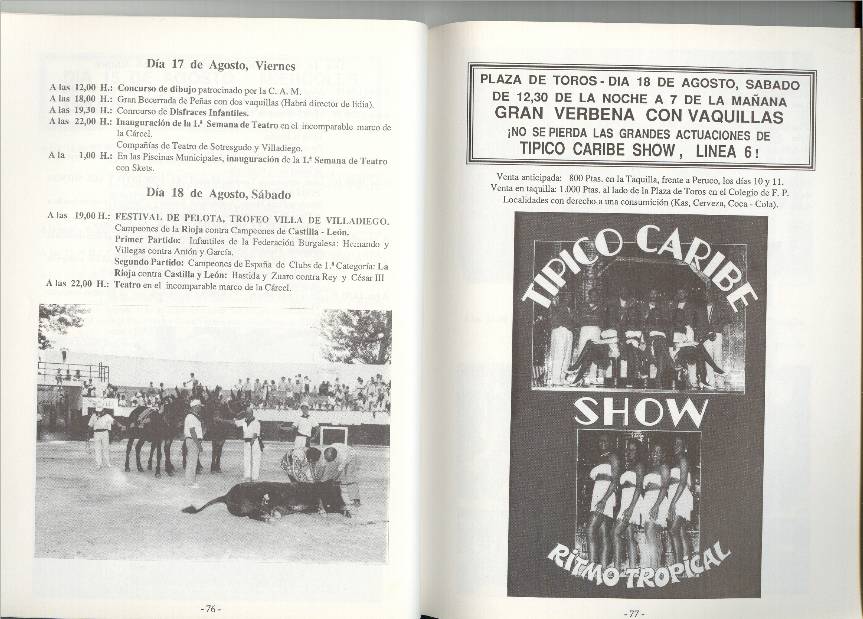 Día 17 de Agosto, Viernes
A las 12,00 H.: Concurso de dibujo patrocinado por la C. A. M.
A las 18,00 H.: Gran Becerrada de Peñas con dos vaquillas (Habrá director de lidia).
A las 19,30 H.: Concurso de Disfraces Infantiles.
A las 22,00 H.: Inauguración de la 1.ª Semana de Teatro en el incomparable marco de
la Cárcel.
Compañías de Teatro de Sotresgudo y Villadiego.
A la 1,00 H.: En las Piscinas Municipales, inauguración de la 1.ª Semana de Teatro
con Skets.
Día 18 de Agosto, Sábado
A las 19,00 H.: FESTIVAL DE PELOTA, TROFEO VILLA DE VILLADIEGO.
Campeones de la Rioja contra Campeones de Castilla - León.
Primer Partido: Infantiles de la Federación Burgalesa: Hernando y
Villegas contra Antón y García.
Segundo Partido: Campeones de España de Clubs de 1.ª Categoría: La
Rioja contra Castilla y León: Bastida y Zuazo contra Rey y César III
A las 22,00 H.: Teatro en el incomparable marco de la Cárcel.
- 76 -
PLAZA DE TOROS - DIA 18 DE AGOSTO, SABADO
DE 12,30 DE LA NOCHE A 7 DE LA MAÑANA
GRAN VERBENA CON VAQUILLAS
¡NO SE PIERDA LAS GRANDES ACTUACIONES DE
TIPICO CARIBE SHOW, LINEA 6!
Venta anticipada: 800 Ptas. en la Taquilla, frente a Peruco, los días 10 y 11.
Venta en taquilla: 1.000 Ptas. al lado de la Plaza de Toros en el Colegio de F. P.
Localidades con derecho a una consumición (Kas, Cerveza, Coca - Cola).
TIPICO CARIBE
SHOW
RITMO TROPICAL
- 77 -